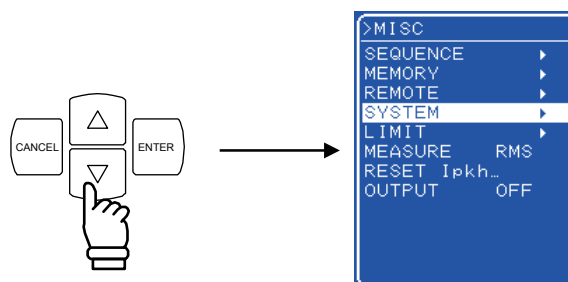 CANCEL
ENTER
>MISC
SEQUENCE
MEMORY
REMOTE
SYSTEM
LIMIT
MEASURE RMS
RESET Ipkh…
OUTPUT OFF